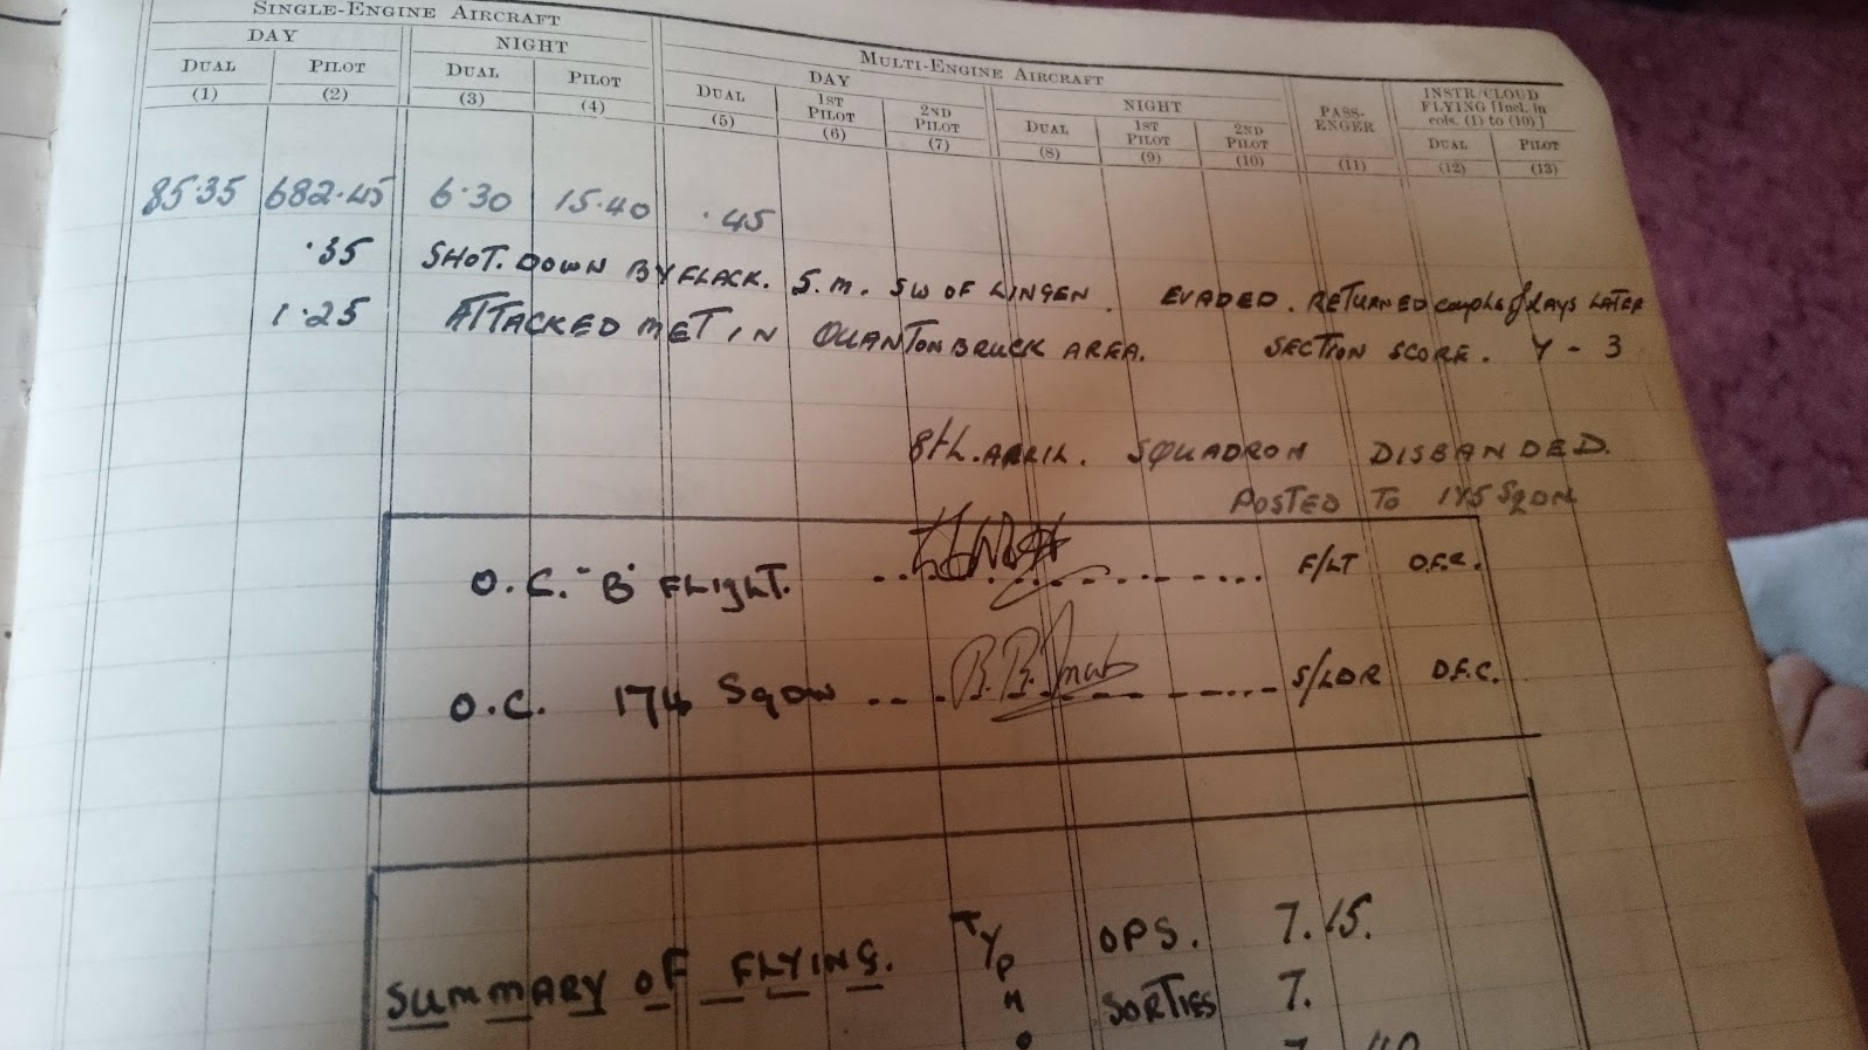 SINGLE-ENGINE AIRCRAFT
MULTI-ENGINE AIRCRAFT
DAY
NIGHT
DAY
NIGHT
PASS-
ENGER
INSTR/CLOUD
FLYING [Incl. in
cols. (1) to (10)]
DUAL
PILOT
DUAL
PILOT
DUAL
1ST
PILOT
2ND
PILOT
DUAL
1ST
PILOT
2ND
PILOT
DUAL
PILOT
(1) (2) (3) (4) (5) (6) (7) (8) (9) (10) (11) (12) (13)
85.35 682.45 6.30 15.40 .45
.35 SHOT. DOWN BY FLACK. 5.M. SW OF LINGEN. EVADED. RETURNED couple of days LATER
1.25 ATTACKED MET IN AREA. SECTION SCORE. Y - 3
8th. APRIL. SQUADRON DISBANDED.
POSTED TO SQDN
O.C. "B" FLIGHT. F/LT D.F.C.
O.C. 174 SqDN S/LDR D.F.C.
SUMMARY OF FLYING. TYPHO OPS. 7.15.
SORTIES 7.